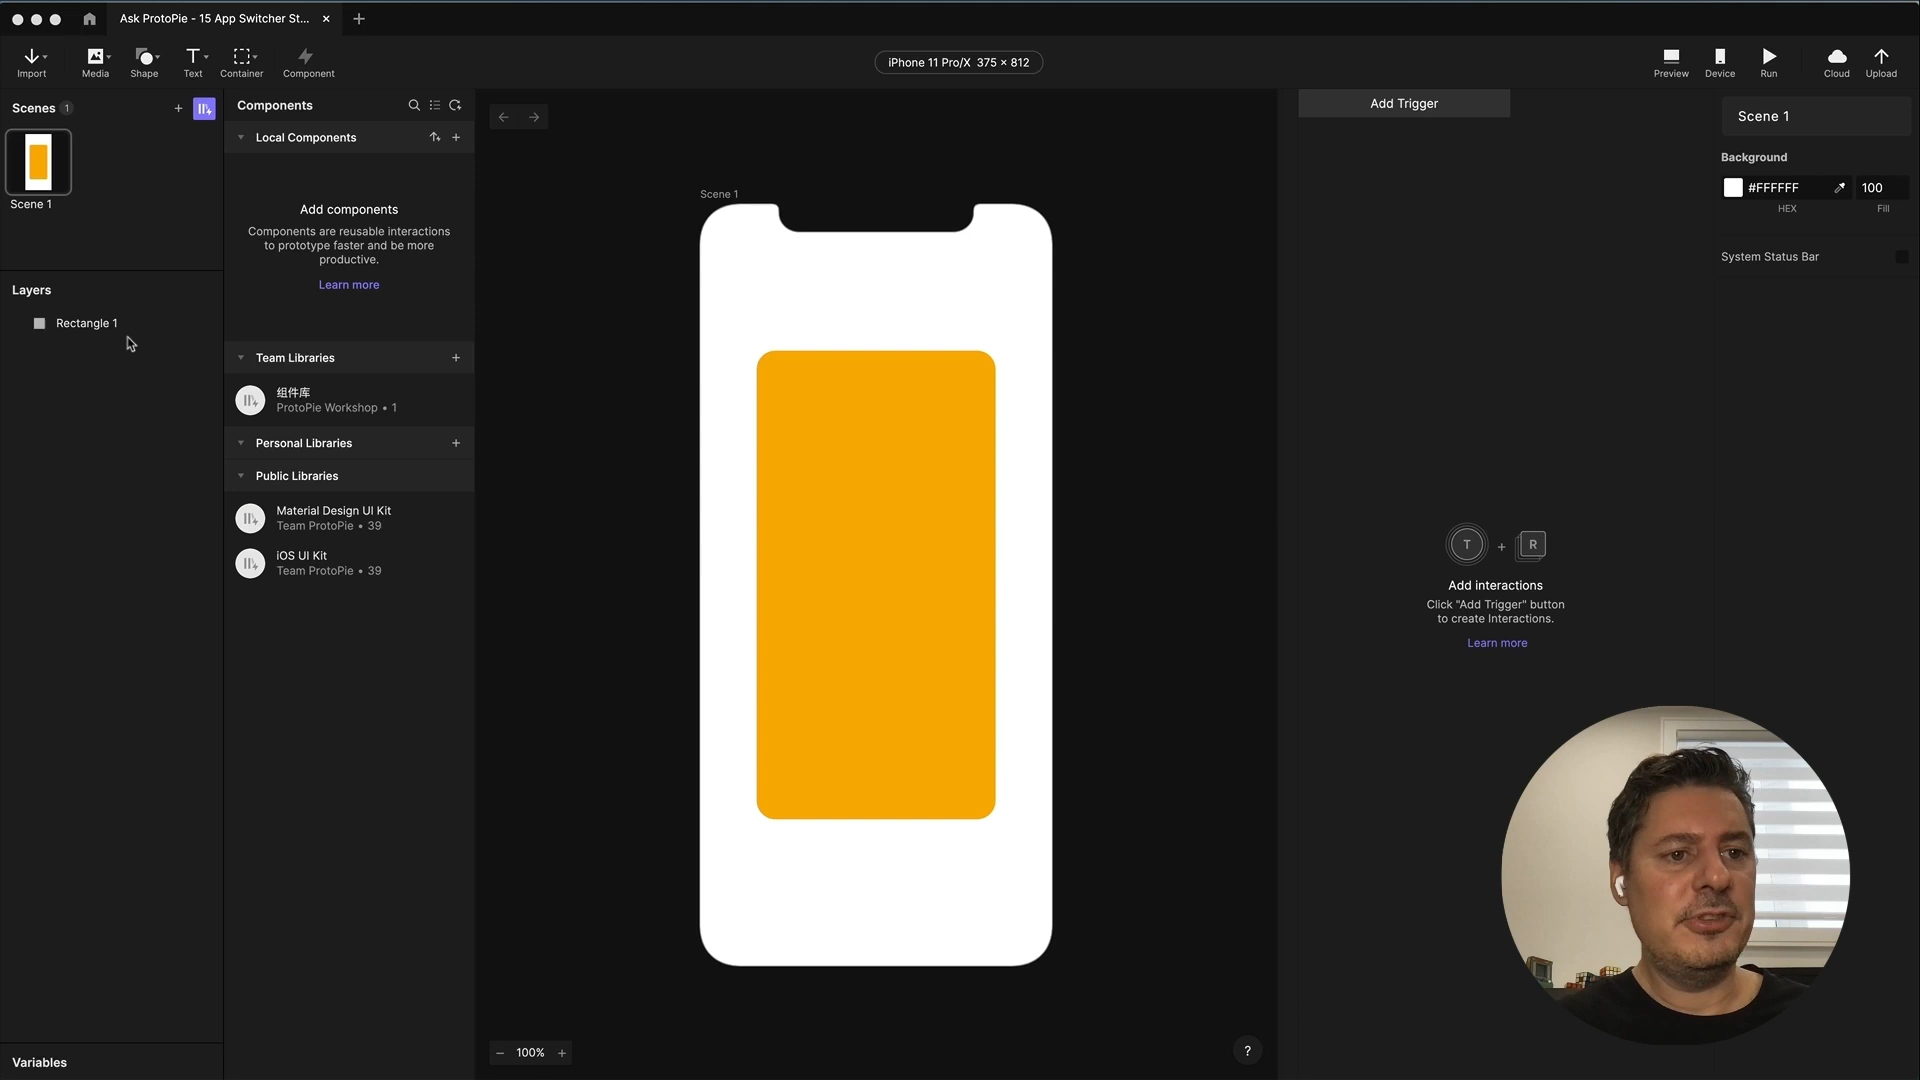 Ask ProtoPie - 15 App Switcher St...
Import
Media
Shape
Text
Container
Component
iPhone 11 Pro/X 375 × 812
Preview
Device
Run
Cloud
Upload
Scenes 1
Scene 1
Layers
Rectangle 1
Variables
Components
Local Components
Add components
Components are reusable interactions
to prototype faster and be more
productive.
Learn more
Team Libraries
组件库
ProtoPie Workshop • 1
Personal Libraries
Public Libraries
Material Design UI Kit
Team ProtoPie • 39
iOS UI Kit
Team ProtoPie • 39
Scene 1
100%
?
Add Trigger
T + R
Add interactions
Click "Add Trigger" button
to create Interactions.
Learn more
Scene 1
Background
#FFFFFF 100
HEX Fill
System Status Bar